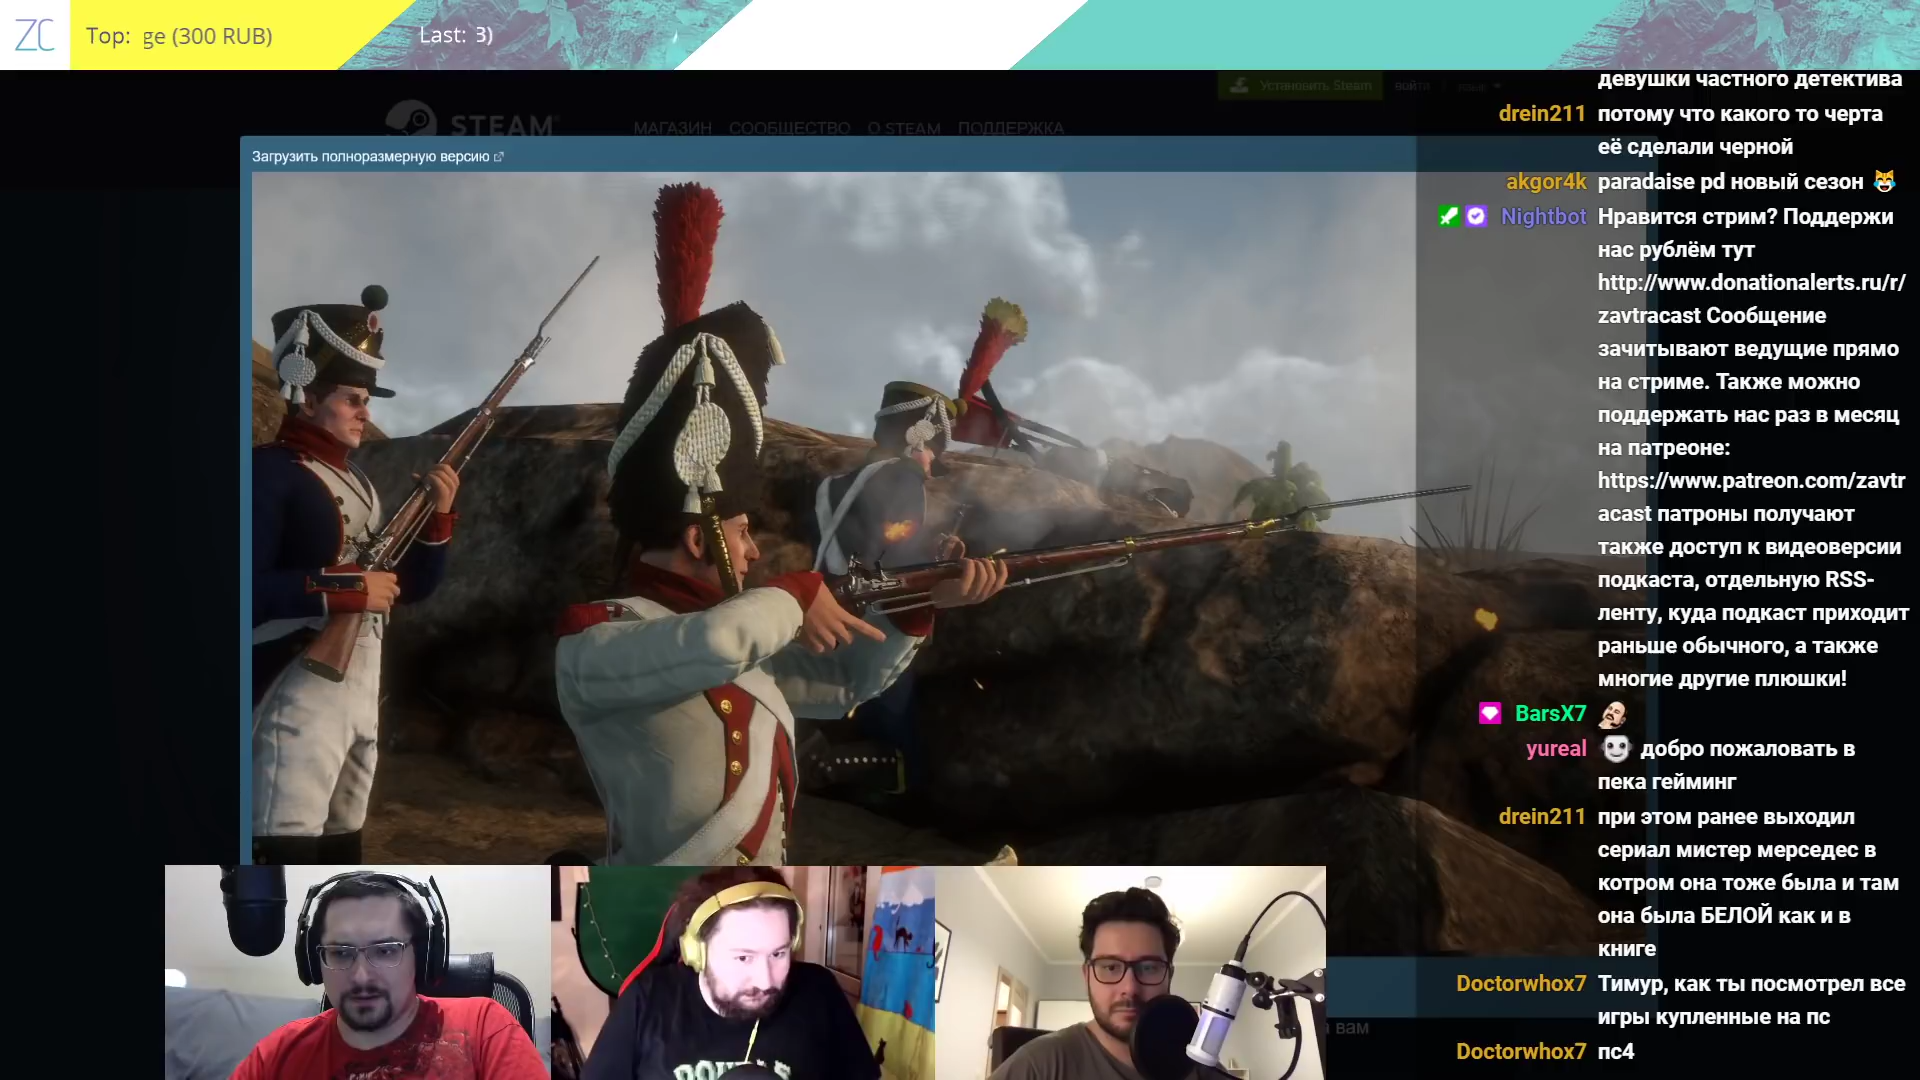 ZC
Top: ge (300 RUB)
Last: 3)
Установить Steam
войти
STEAM
МАГАЗИН СООБЩЕСТВО О STEAM ПОДДЕРЖКА
Загрузить полноразмерную версию
девушки частного детектива
drein211 потому что какого то черта
её сделали черной
akgor4k paradaise pd новый сезон 😹
Nightbot Нравится стрим? Поддержи
нас рублём тут
http://www.donationalerts.ru/r/
zavtracast Сообщение
зачитывают ведущие прямо
на стриме. Также можно
поддержать нас раз в месяц
на патреоне:
https://www.patreon.com/zavtr
acast патроны получают
также доступ к видеоверсии
подкаста, отдельную RSS-
ленту, куда подкаст приходит
раньше обычного, а также
многие другие плюшки!
BarsX7
yureal добро пожаловать в
пека гейминг
drein211 при этом ранее выходил
сериал мистер мерседес в
котром она тоже была и там
она была БЕЛОЙ как и в
книге
Doctorwhox7 Тимур, как ты посмотрел все
игры купленные на пс
Doctorwhox7 пс4
вам